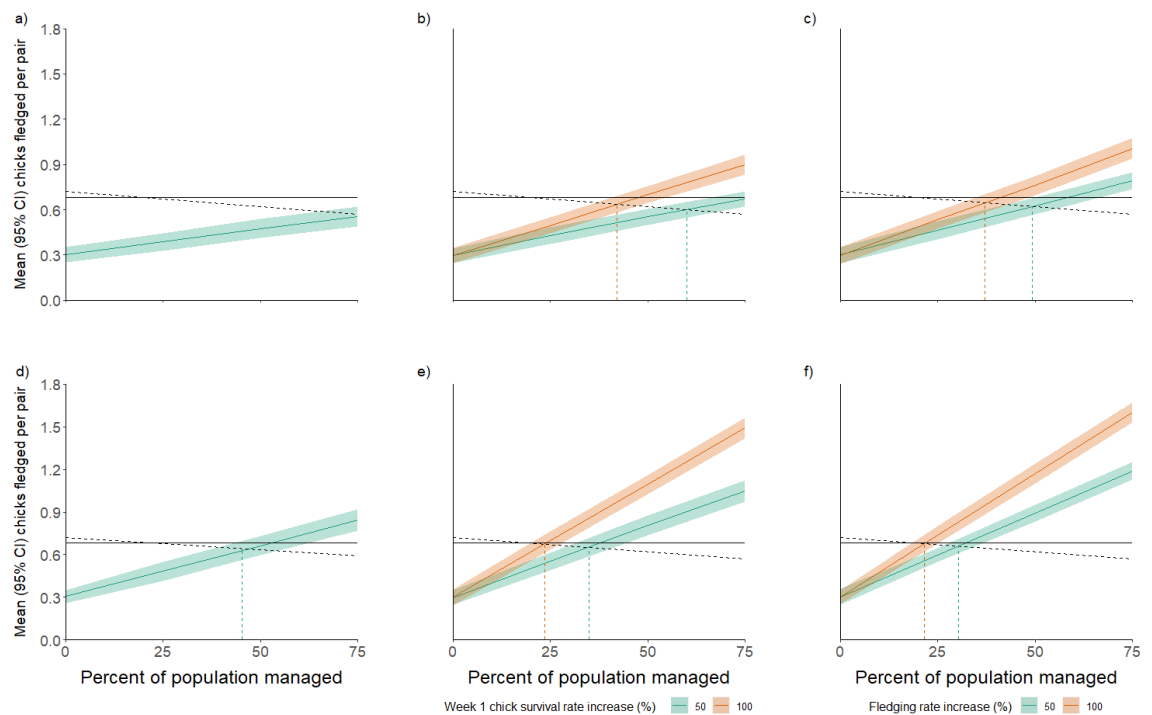 a) b) c)
Mean (95% CI) chicks fledged per pair
1.8
1.5
1.2
0.9
0.6
0.3
0.0
0 25 50 75
d) e) f)
Mean (95% CI) chicks fledged per pair
1.8
1.5
1.2
0.9
0.6
0.3
0.0
0 25 50 75 0 25 50 75 0 25 50 75
Percent of population managed Percent of population managed Percent of population managed
Week 1 chick survival rate increase (%) 50 100 Fledging rate increase (%) 50 100